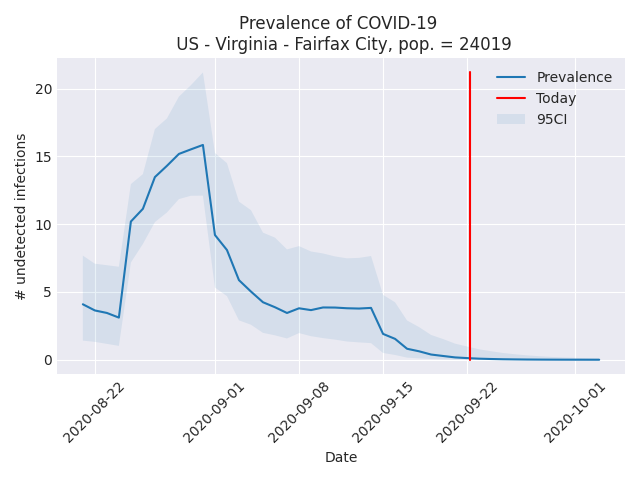 Prevalence of COVID-19
US - Virginia - Fairfax City, pop. = 24019
Prevalence
Today
95CI
# undetected infections
20
15
10
5
0
2020-08-22
2020-09-01
2020-09-08
2020-09-15
2020-09-22
2020-10-01
Date